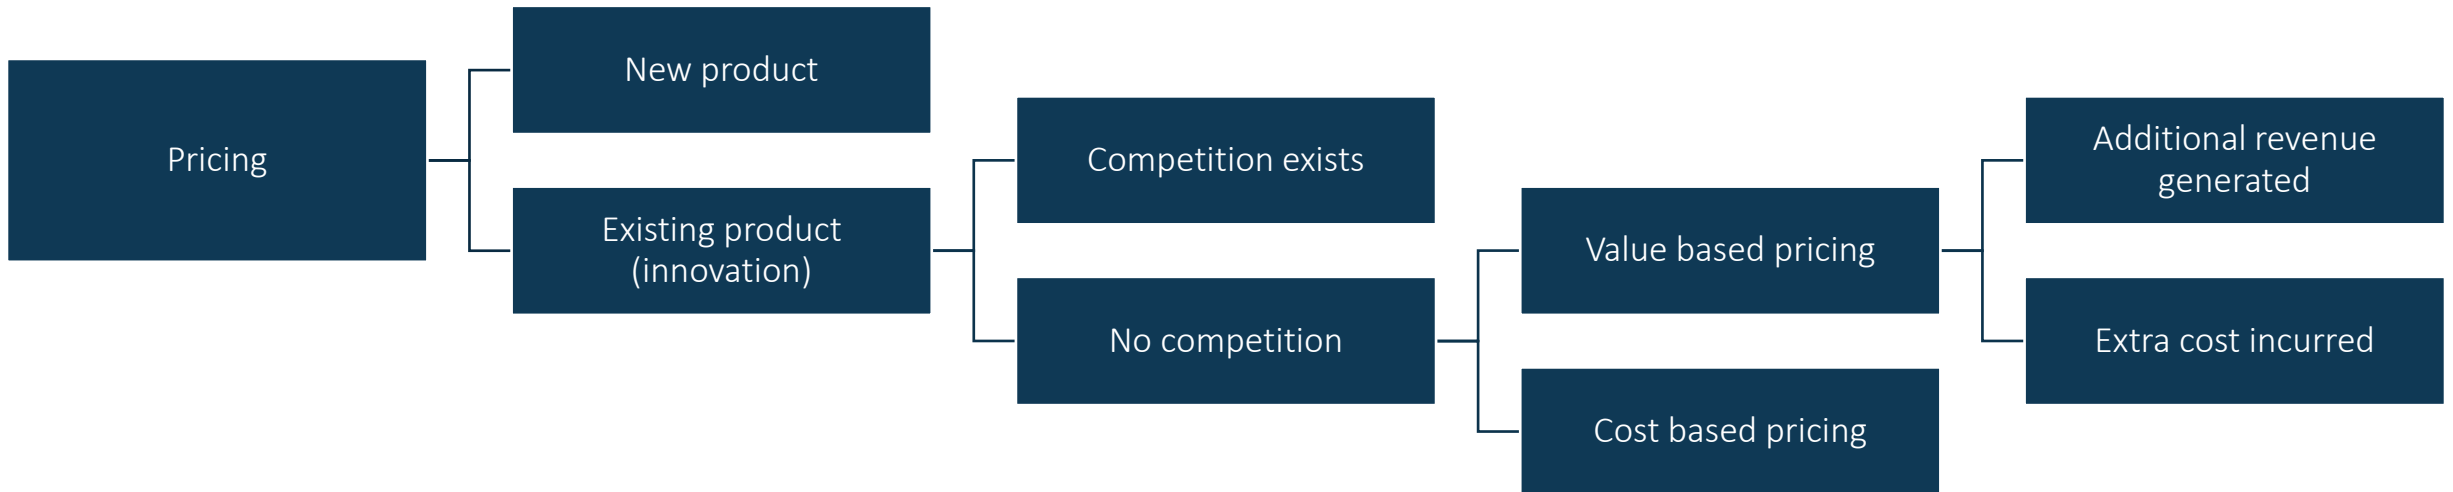 Pricing
New product
Existing product
(innovation)
Competition exists
No competition
Value based pricing
Cost based pricing
Additional revenue
generated
Extra cost incurred